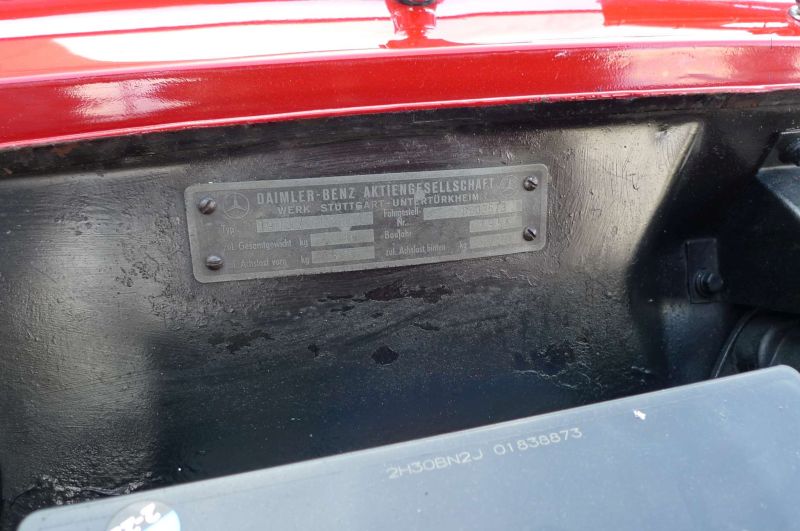 DAIMLER-BENZ AKTIENGESELLSCHAFT
WERK STUTTGART-UNTERTÜRKHEIM
Typ Fahrgestell-Nr.
zul. Gesamtgewicht kg Baujahr
zul. Achslast vorn kg zul. Achslast hinten kg
2H30BN2J 01838873